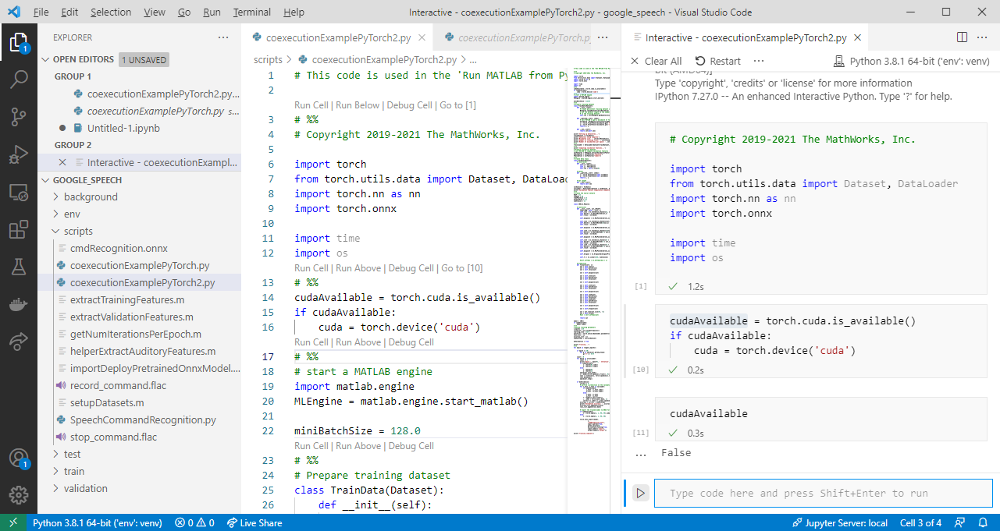 File Edit Selection View Go Run Terminal Help
Interactive - coexecutionExamplePyTorch2.py - google_speech - Visual Studio Code
EXPLORER
OPEN EDITORS 1 UNSAVED
GROUP 1
coexecutionExamplePyTorch2.py...
coexecutionExamplePyTorch.py s...
Untitled-1.ipynb
GROUP 2
Interactive - coexecutionExampl...
GOOGLE_SPEECH
background
env
scripts
cmdRecognition.onnx
coexecutionExamplePyTorch.py
coexecutionExamplePyTorch2.py
extractTrainingFeatures.m
extractValidationFeatures.m
getNumIterationsPerEpoch.m
helperExtractAuditoryFeatures.m
importDeployPretrainedOnnxModel....
record_command.flac
setupDatasets.m
SpeechCommandRecognition.py
stop_command.flac
test
train
validation
1
1
coexecutionExamplePyTorch2.py
coexecutionExamplePyTorch.p
scripts > coexecutionExamplePyTorch2.py > ...
1 # This code is used in the 'Run MATLAB from Py
2
Run Cell | Run Below | Debug Cell | Go to [1]
3 # %%
4 # Copyright 2019-2021 The MathWorks, Inc.
5
6 import torch
7 from torch.utils.data import Dataset, DataLoa
8 import torch.nn as nn
9 import torch.onnx
10
11 import time
12 import os
Run Cell | Run Above | Debug Cell | Go to [10]
13 # %%
14 cudaAvailable = torch.cuda.is_available()
15 if cudaAvailable:
16 cuda = torch.device('cuda')
Run Cell | Run Above | Debug Cell
17 # %%
18 # start a MATLAB engine
19 import matlab.engine
20 MLEngine = matlab.engine.start_matlab()
21
22 miniBatchSize = 128.0
Run Cell | Run Above | Debug Cell
23 # %%
24 # Prepare training dataset
25 class TrainData(Dataset):
26 def __init__(self):
Interactive - coexecutionExamplePyTorch2.py
Clear All Restart ... Python 3.8.1 64-bit ('env': venv)
bit (AMD64)]
Type 'copyright', 'credits' or 'license' for more information
IPython 7.27.0 -- An enhanced Interactive Python. Type '?' for help.
# Copyright 2019-2021 The MathWorks, Inc.
import torch
from torch.utils.data import Dataset, DataLoader
import torch.nn as nn
import torch.onnx
import time
import os
[1] 1.2s
cudaAvailable = torch.cuda.is_available()
if cudaAvailable:
cuda = torch.device('cuda')
[10] 0.2s
cudaAvailable
[11] 0.3s
... False
Type code here and press Shift+Enter to run
Python 3.8.1 64-bit ('env': venv) 0 0 Live Share
Jupyter Server: local Cell 3 of 4